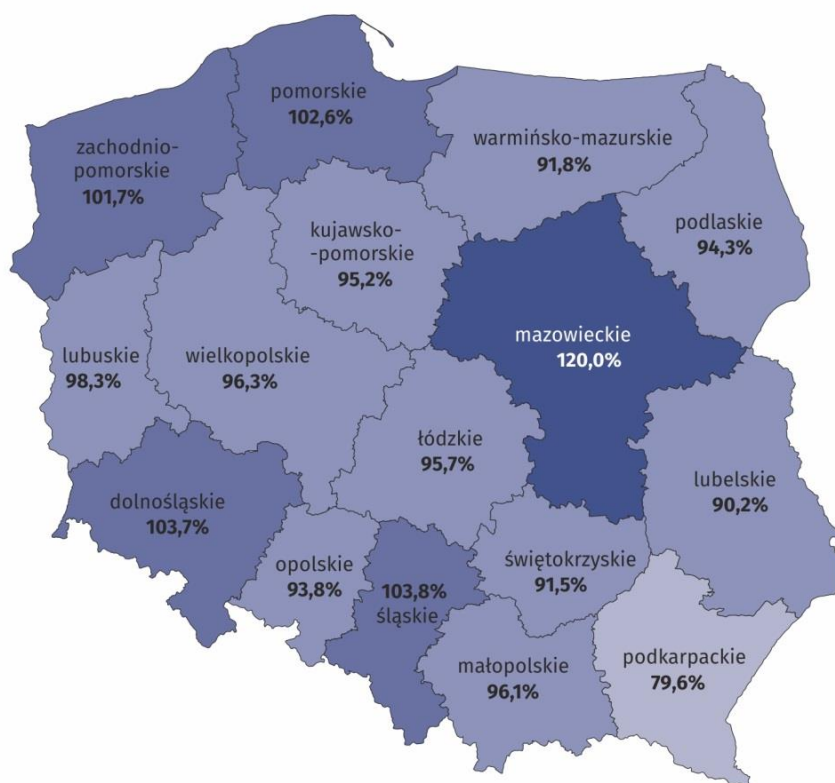 pomorskie
102,6%
zachodnio-
pomorskie
101,7%
warmińsko-mazurskie
91,8%
podlaskie
94,3%
kujawsko-
-pomorskie
95,2%
mazowieckie
120,0%
lubuskie
98,3%
wielkopolskie
96,3%
łódzkie
95,7%
lubelskie
90,2%
dolnośląskie
103,7%
opolskie
93,8%
103,8%
śląskie
świętokrzyskie
91,5%
małopolskie
96,1%
podkarpackie
79,6%